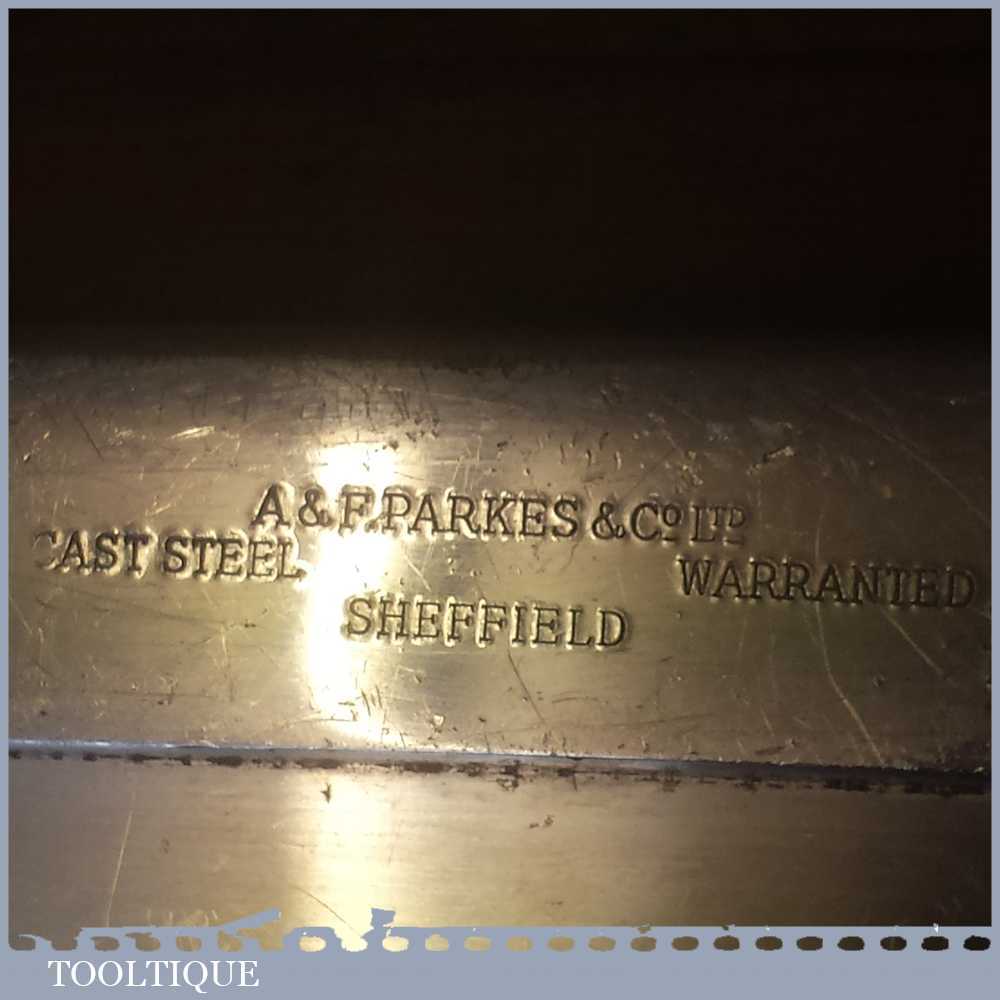 A & F. PARKES & Co LTD
CAST STEEL WARRANTED
SHEFFIELD
TOOLTIQUE